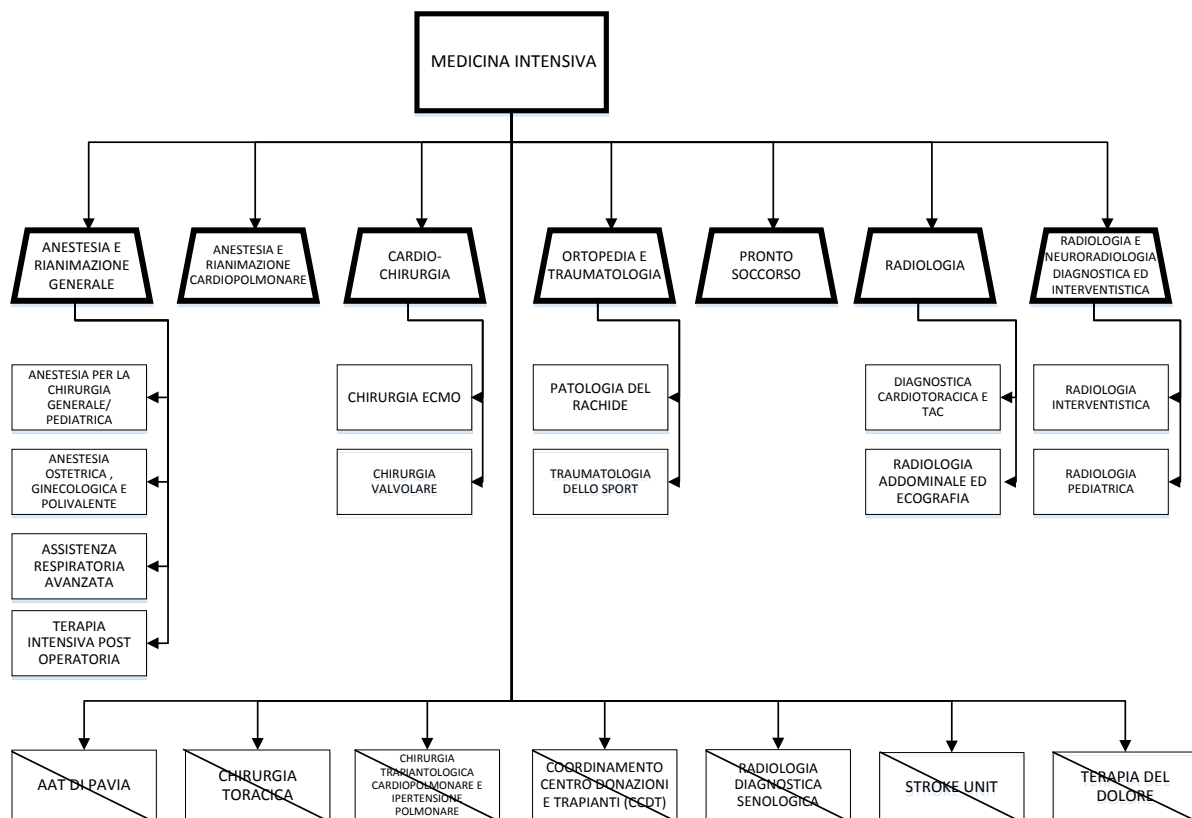 MEDICINA INTENSIVA
ANESTESIA E
RIANIMAZIONE
GENERALE
ANESTESIA E
RIANIMAZIONE
CARDIOPOLMONARE
CARDIO-
CHIRURGIA
ORTOPEDIA E
TRAUMATOLOGIA
PRONTO
SOCCORSO
RADIOLOGIA
RADIOLOGIA E
NEURORADIOLOGIA
DIAGNOSTICA ED
INTERVENTISTICA
ANESTESIA PER LA
CHIRURGIA
GENERALE/
PEDIATRICA
CHIRURGIA ECMO
PATOLOGIA DEL
RACHIDE
DIAGNOSTICA
CARDIOTORACICA E
TAC
RADIOLOGIA
INTERVENTISTICA
ANESTESIA
OSTETRICA ,
GINECOLOGICA E
POLIVALENTE
CHIRURGIA
VALVOLARE
TRAUMATOLOGIA
DELLO SPORT
RADIOLOGIA
ADDOMINALE ED
ECOGRAFIA
RADIOLOGIA
PEDIATRICA
ASSISTENZA
RESPIRATORIA
AVANZATA
TERAPIA
INTENSIVA POST
OPERATORIA
AAT DI PAVIA
CHIRURGIA
TORACICA
CHIRURGIA
TRAPIANTOLOGICA
CARDIOPOLMONARE E
IPERTENSIONE
POLMONARE
COORDINAMENTO
CENTRO DONAZIONI
E TRAPIANTI (CCDT)
RADIOLOGIA
DIAGNOSTICA
SENOLOGICA
STROKE UNIT
TERAPIA DEL
DOLORE